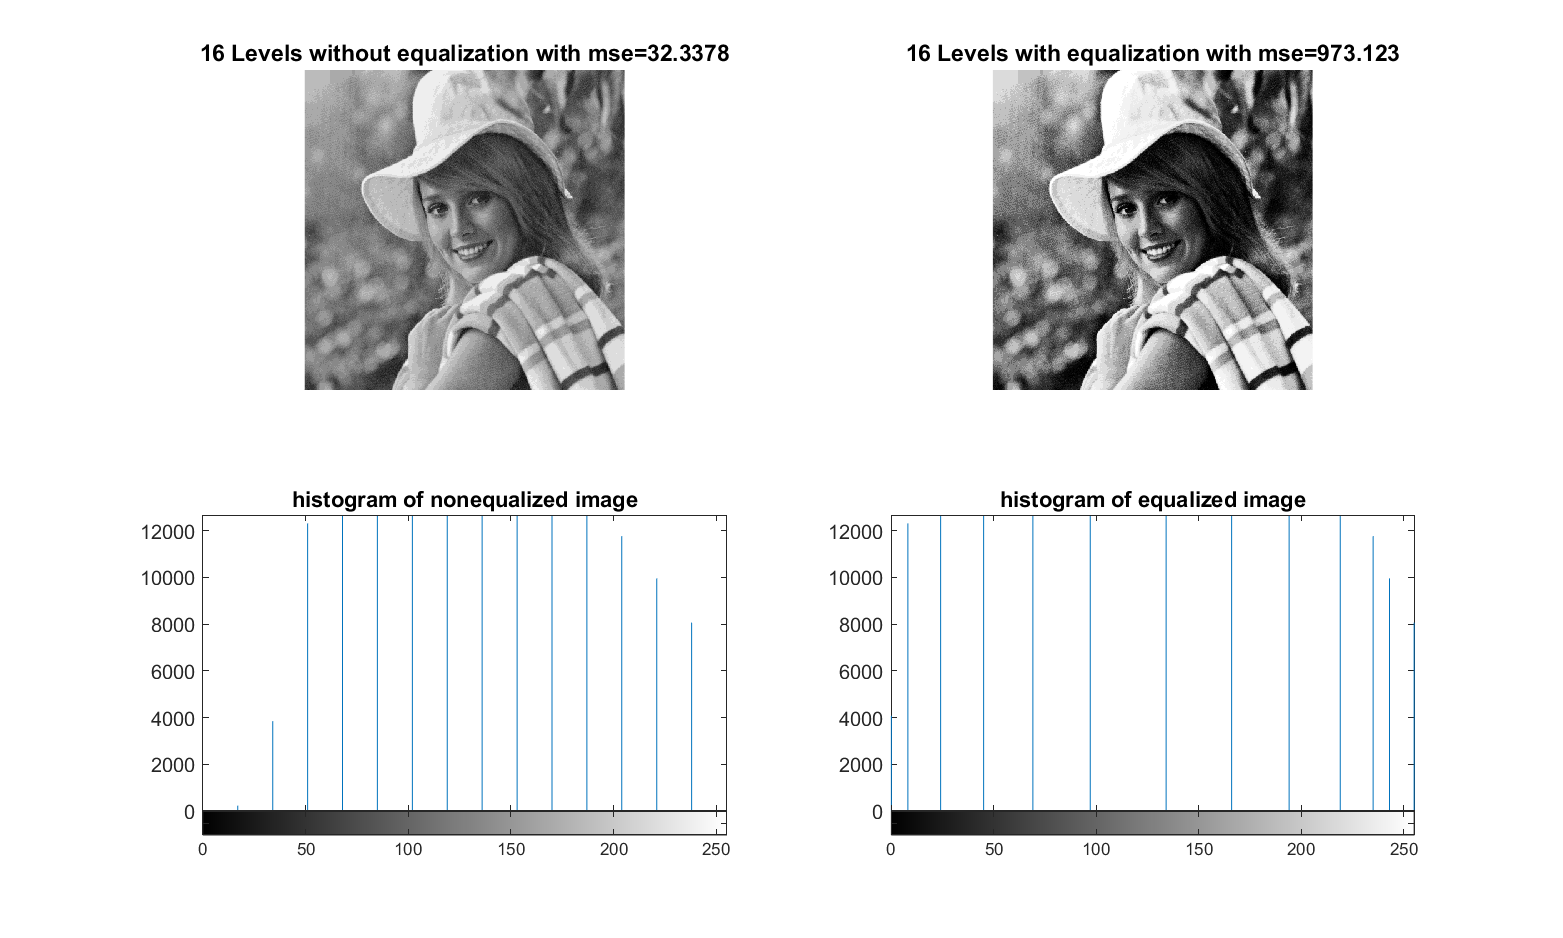 16 Levels without equalization with mse=32.3378
16 Levels with equalization with mse=973.123
histogram of nonequalized image
12000
10000
8000
6000
4000
2000
0
0 50 100 150 200 250
histogram of equalized image
12000
10000
8000
6000
4000
2000
0
0 50 100 150 200 250